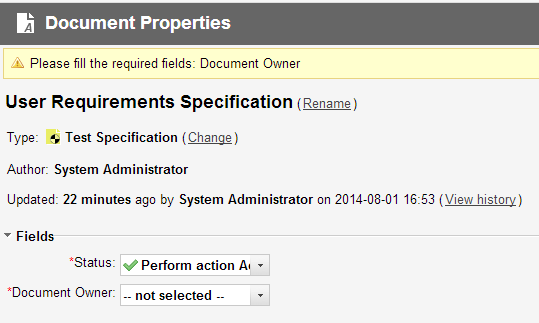 Document Properties
Please fill the required fields: Document Owner
User Requirements Specification (Rename)
Type: Test Specification (Change)
Author: System Administrator
Updated: 22 minutes ago by System Administrator on 2014-08-01 16:53 (View history)
Fields
*Status: Perform action
*Document Owner: -- not selected --